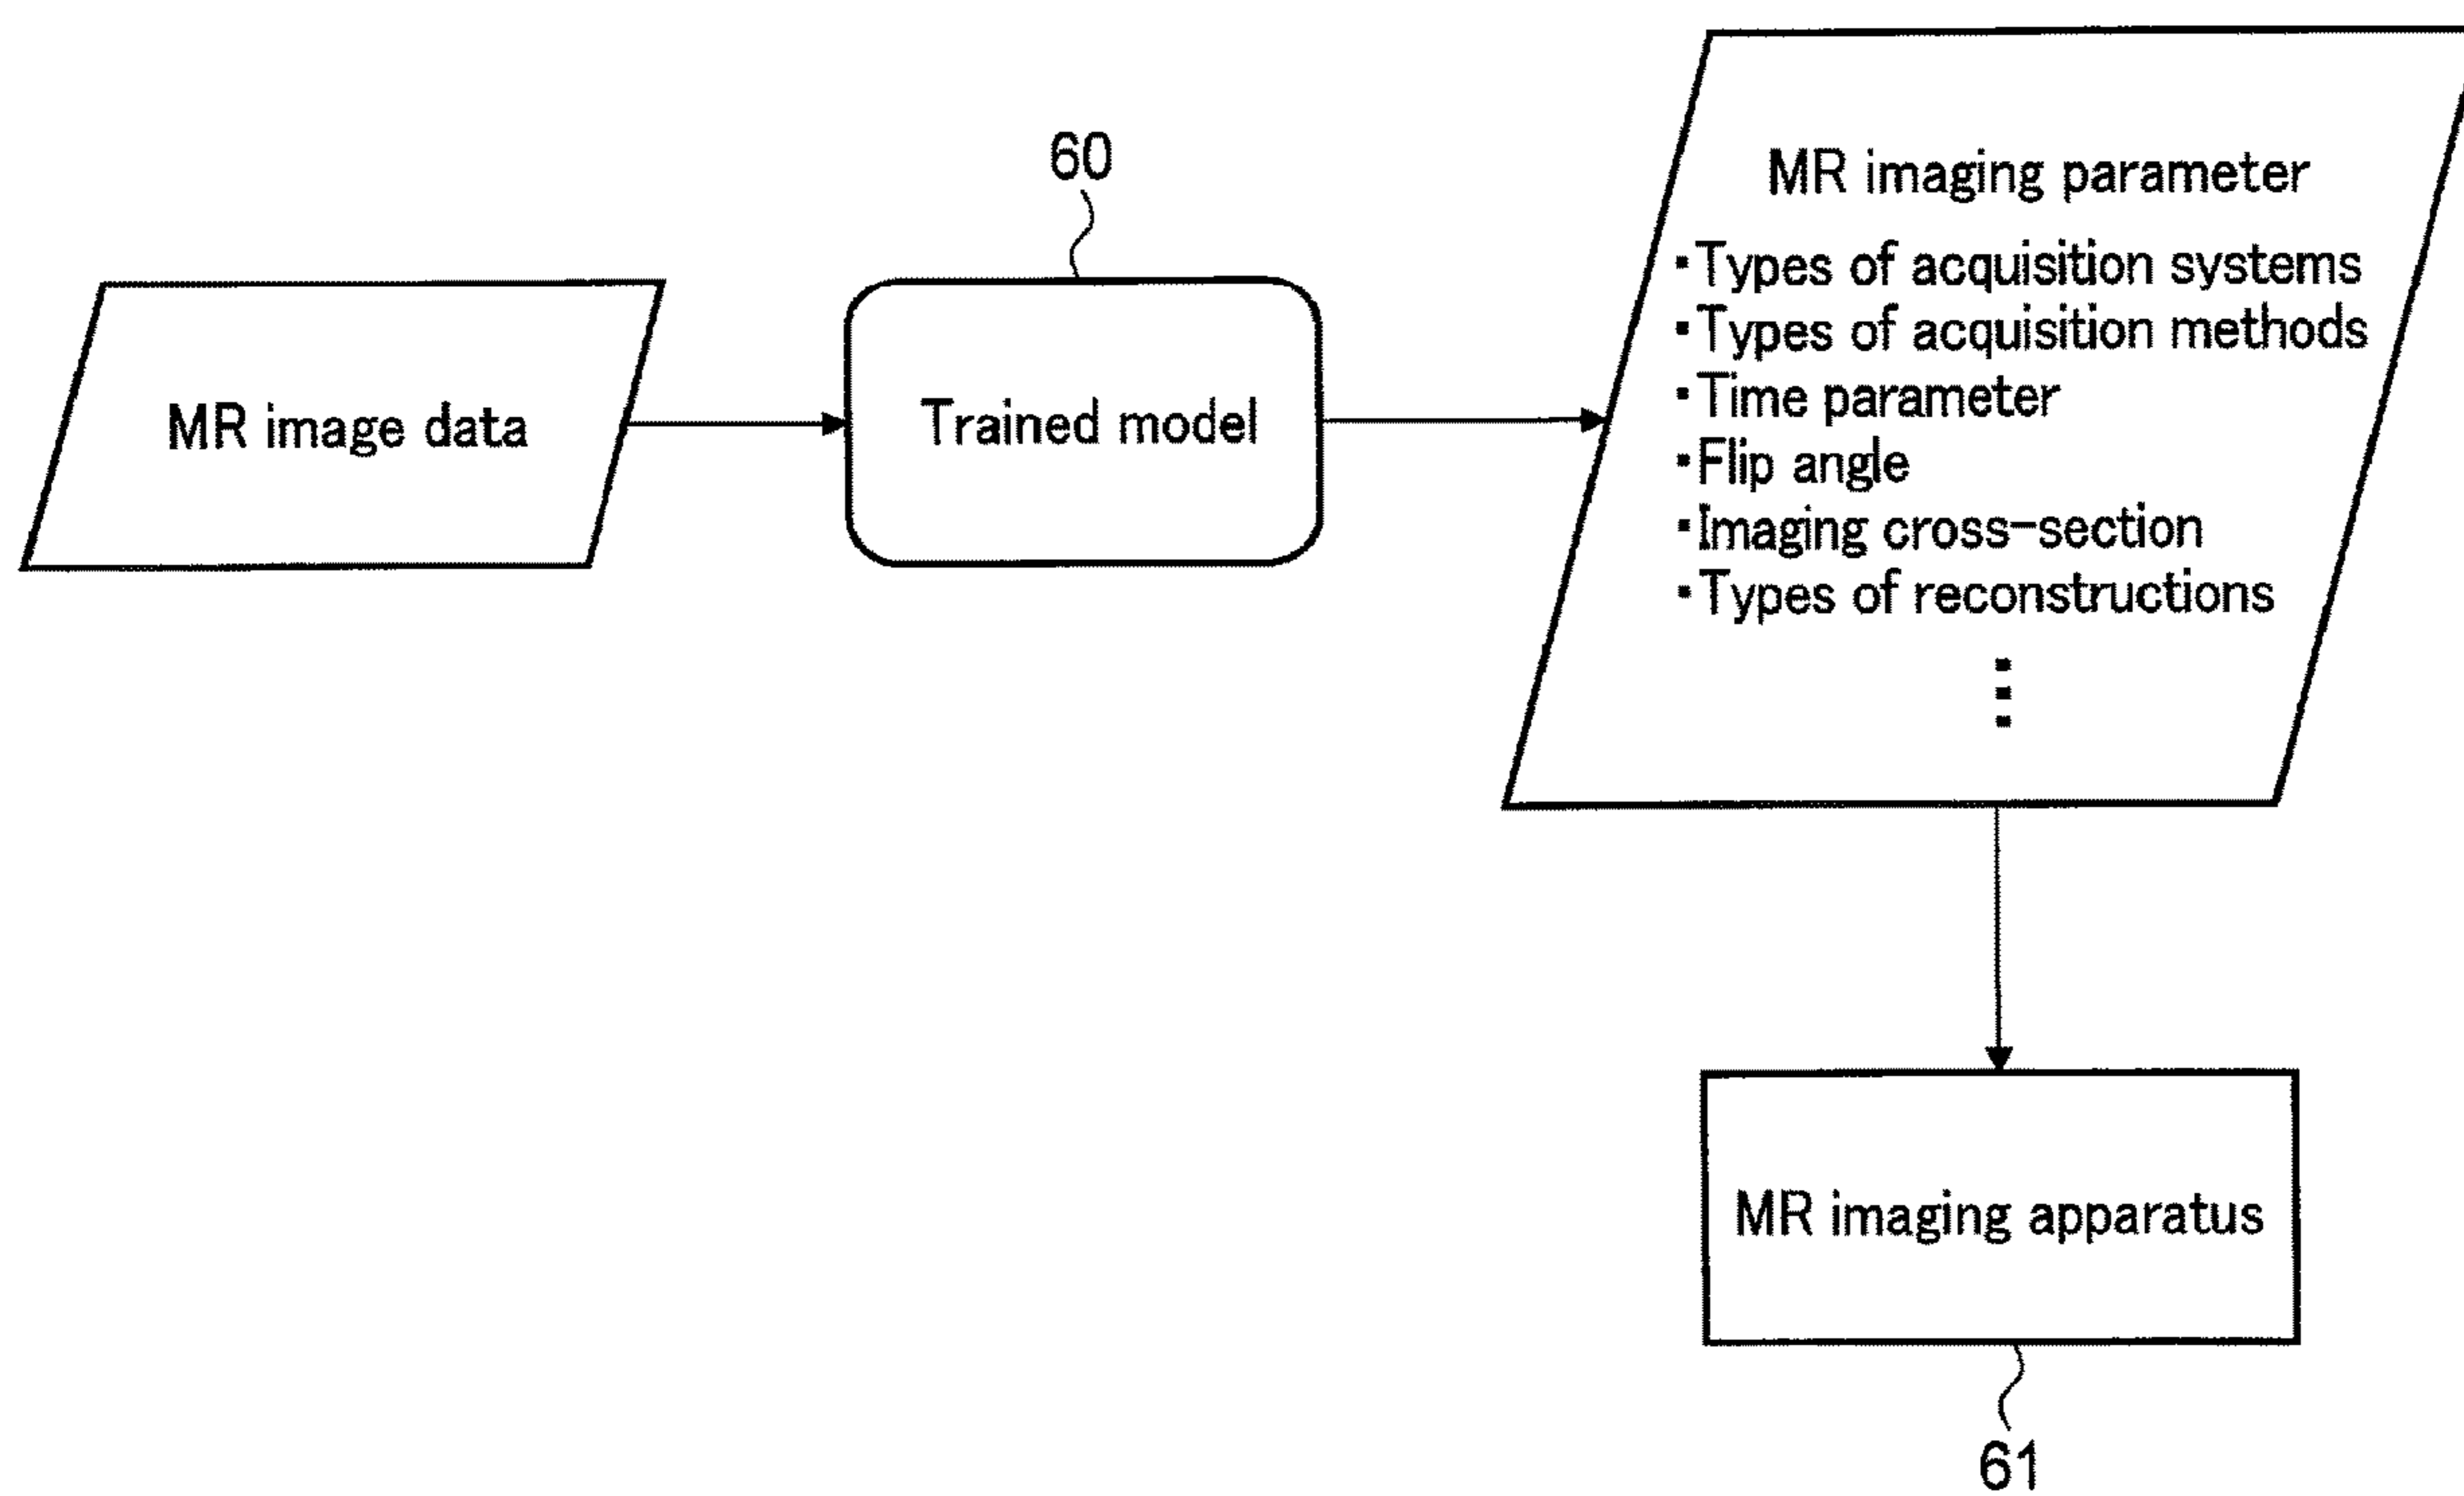 60
MR image data
Trained model
MR imaging parameter
・Types of acquisition systems
・Types of acquisition methods
・Time parameter
・Flip angle
・Imaging cross-section
・Types of reconstructions
MR imaging apparatus
61